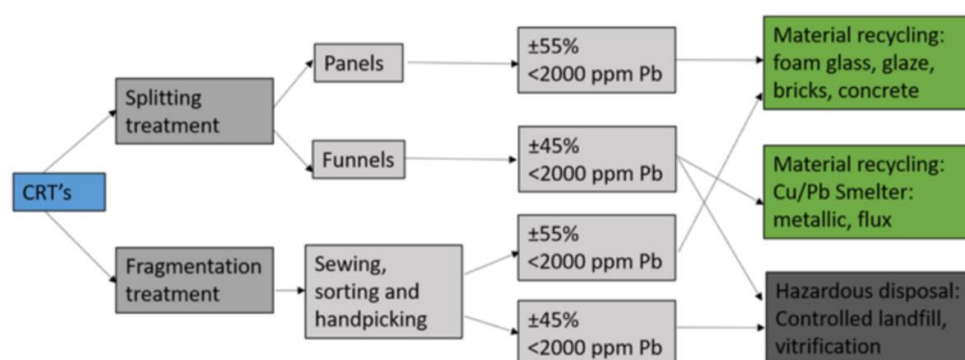 CRT's
Splitting
treatment
Fragmentation
treatment
Panels
Funnels
Sewing,
sorting and
handpicking
±55%
<2000 ppm Pb
±45%
<2000 ppm Pb
±55%
<2000 ppm Pb
±45%
<2000 ppm Pb
Material recycling:
foam glass, glaze,
bricks, concrete
Material recycling:
Cu/Pb Smelter:
metallic, flux
Hazardous disposal:
Controlled landfill,
vitrification